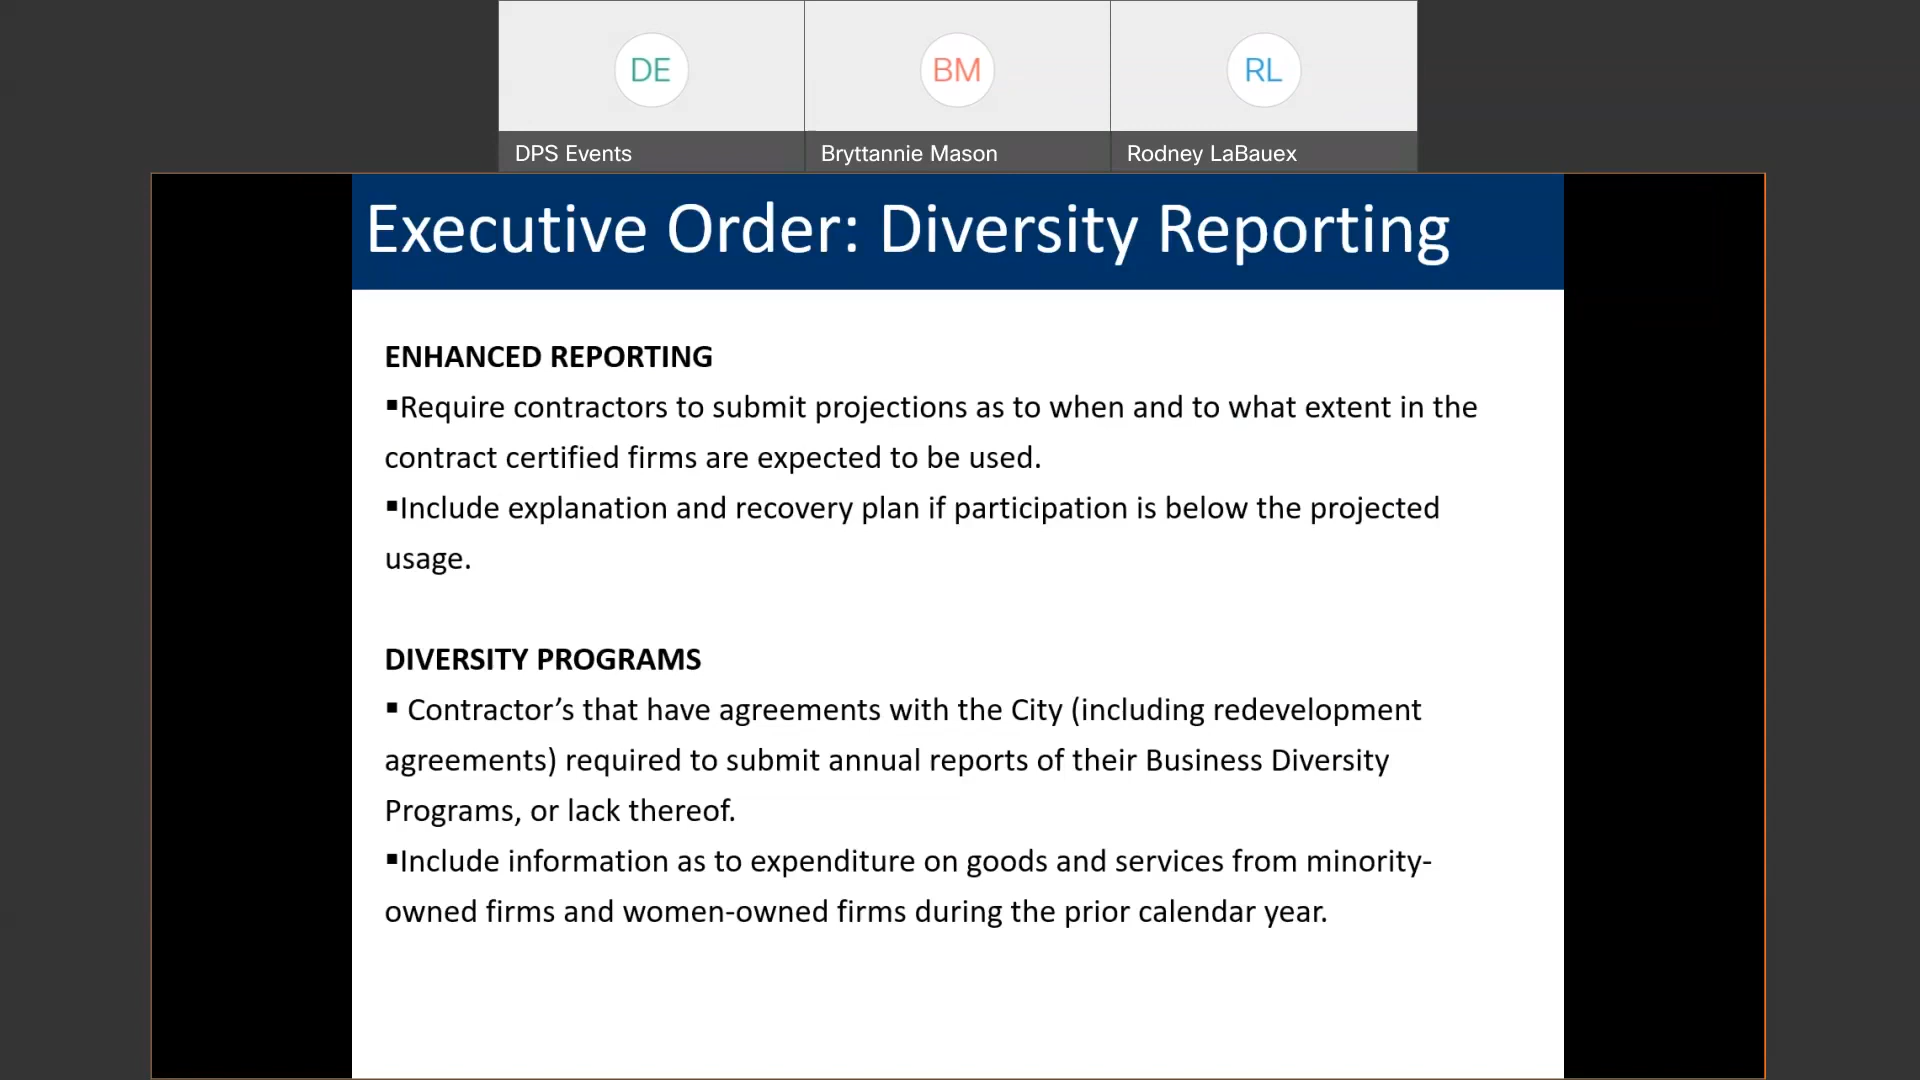 DE
BM
RL
DPS Events
Bryttannie Mason
Rodney LaBauex
Executive Order: Diversity Reporting
ENHANCED REPORTING
▪Require contractors to submit projections as to when and to what extent in the
contract certified firms are expected to be used.
▪Include explanation and recovery plan if participation is below the projected
usage.
DIVERSITY PROGRAMS
▪ Contractor’s that have agreements with the City (including redevelopment
agreements) required to submit annual reports of their Business Diversity
Programs, or lack thereof.
▪Include information as to expenditure on goods and services from minority-
owned firms and women-owned firms during the prior calendar year.